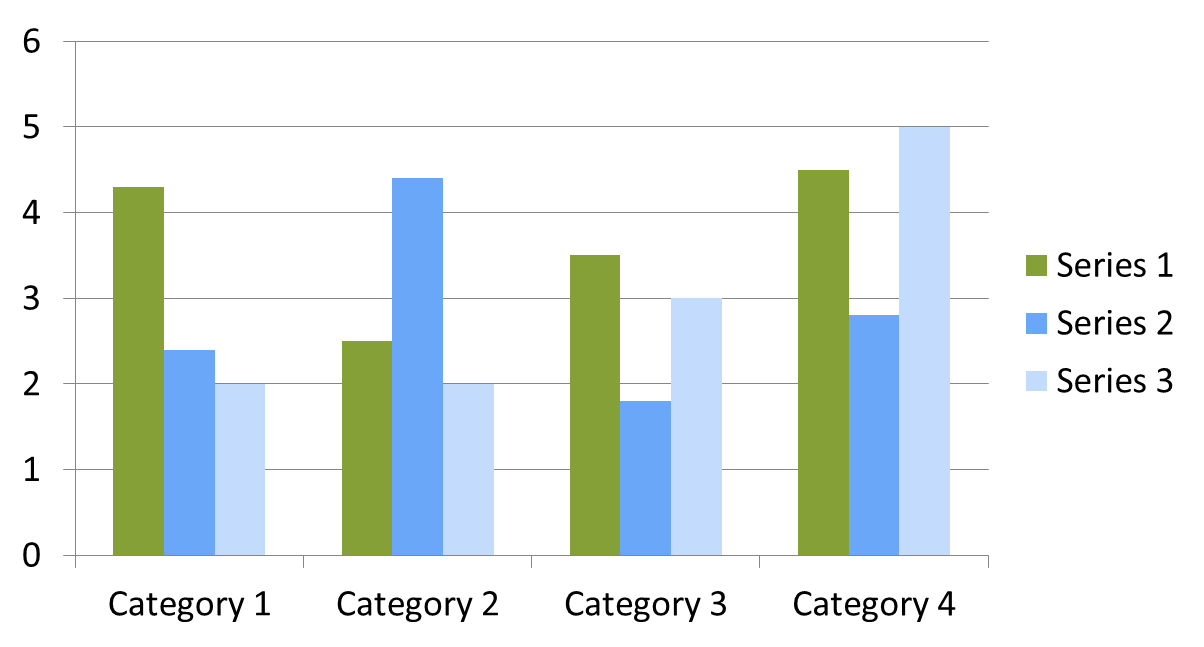 6
5
4
3
2
1
0
Category 1
Category 2
Category 3
Category 4
Series 1
Series 2
Series 3